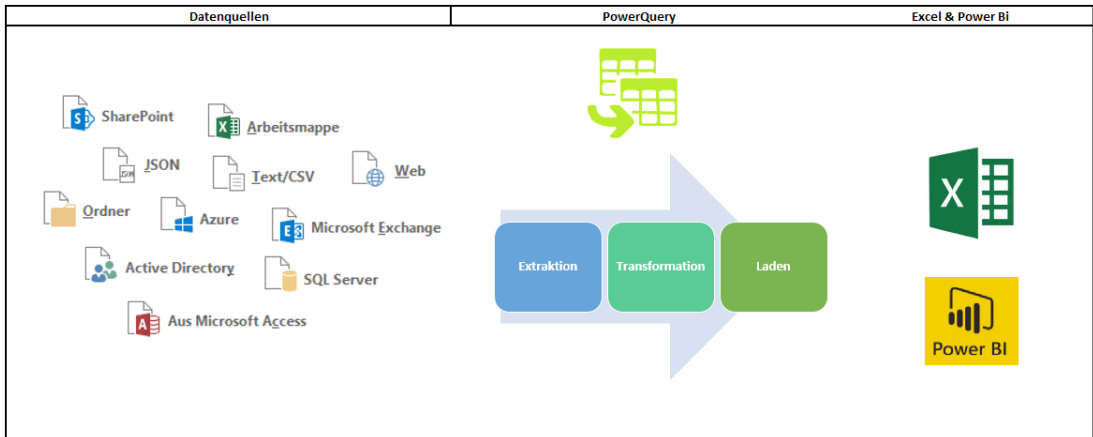 Datenquellen
PowerQuery
Excel & Power Bi
SharePoint
Arbeitsmappe
JSON
Text/CSV
Web
Ordner
Azure
Microsoft Exchange
Active Directory
SQL Server
Aus Microsoft Access
Extraktion
Transformation
Laden
Power BI